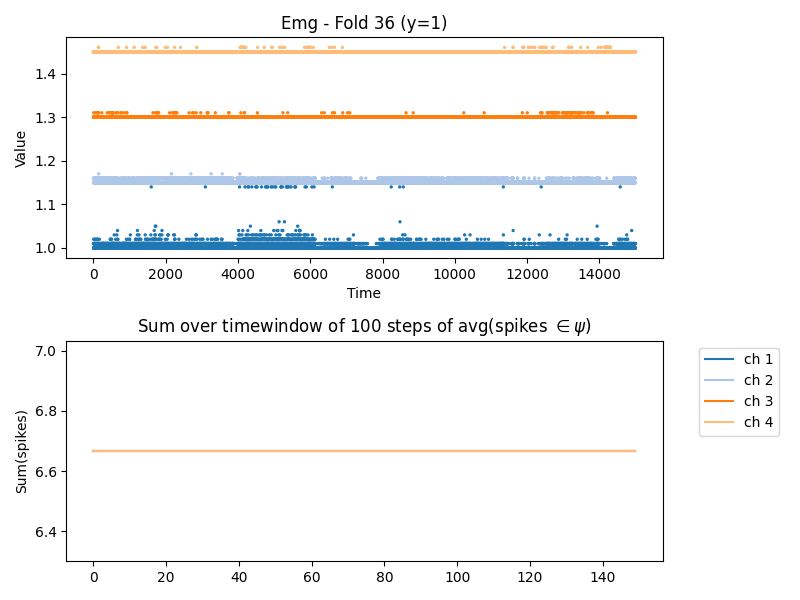 Emg - Fold 36 (y=1)
Value
1.4
1.3
1.2
1.1
1.0
0 2000 4000 6000 8000 10000 12000 14000
Time
Sum over timewindow of 100 steps of avg(spikes ∈ ψ)
Sum(spikes)
7.0
6.8
6.6
6.4
0 20 40 60 80 100 120 140
ch 1
ch 2
ch 3
ch 4